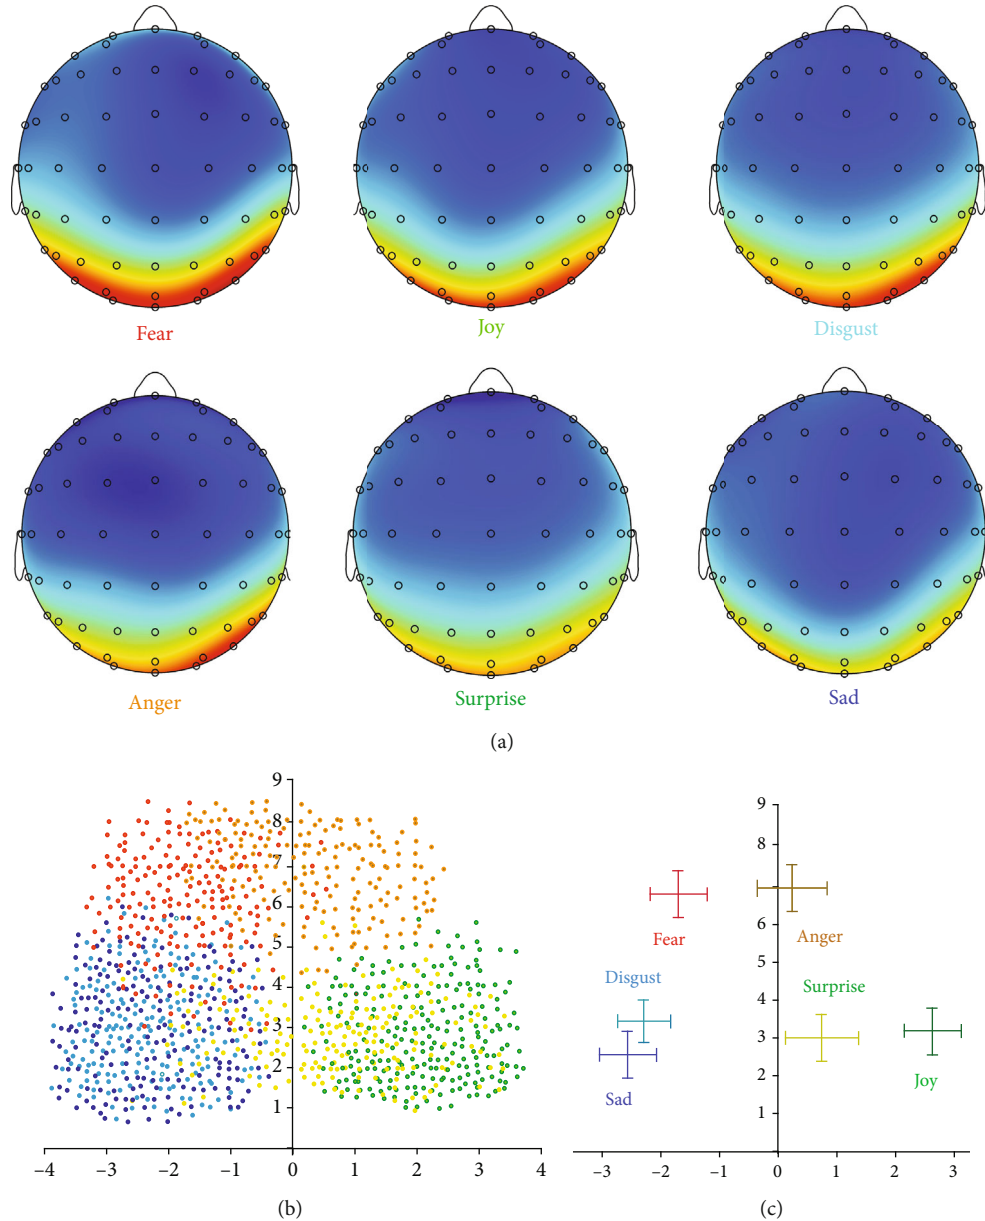 Fear Joy Disgust
Anger Surprise Sad
(a)
9
8
7
6
5
4
3
2
1
−4 −3 −2 −1 0 1 2 3 4
(b)
9
8
6
5
4
3
2
1
Fear
Anger
Disgust
Surprise
Sad
Joy
−3 −2 −1 0 1 2 3
(c)